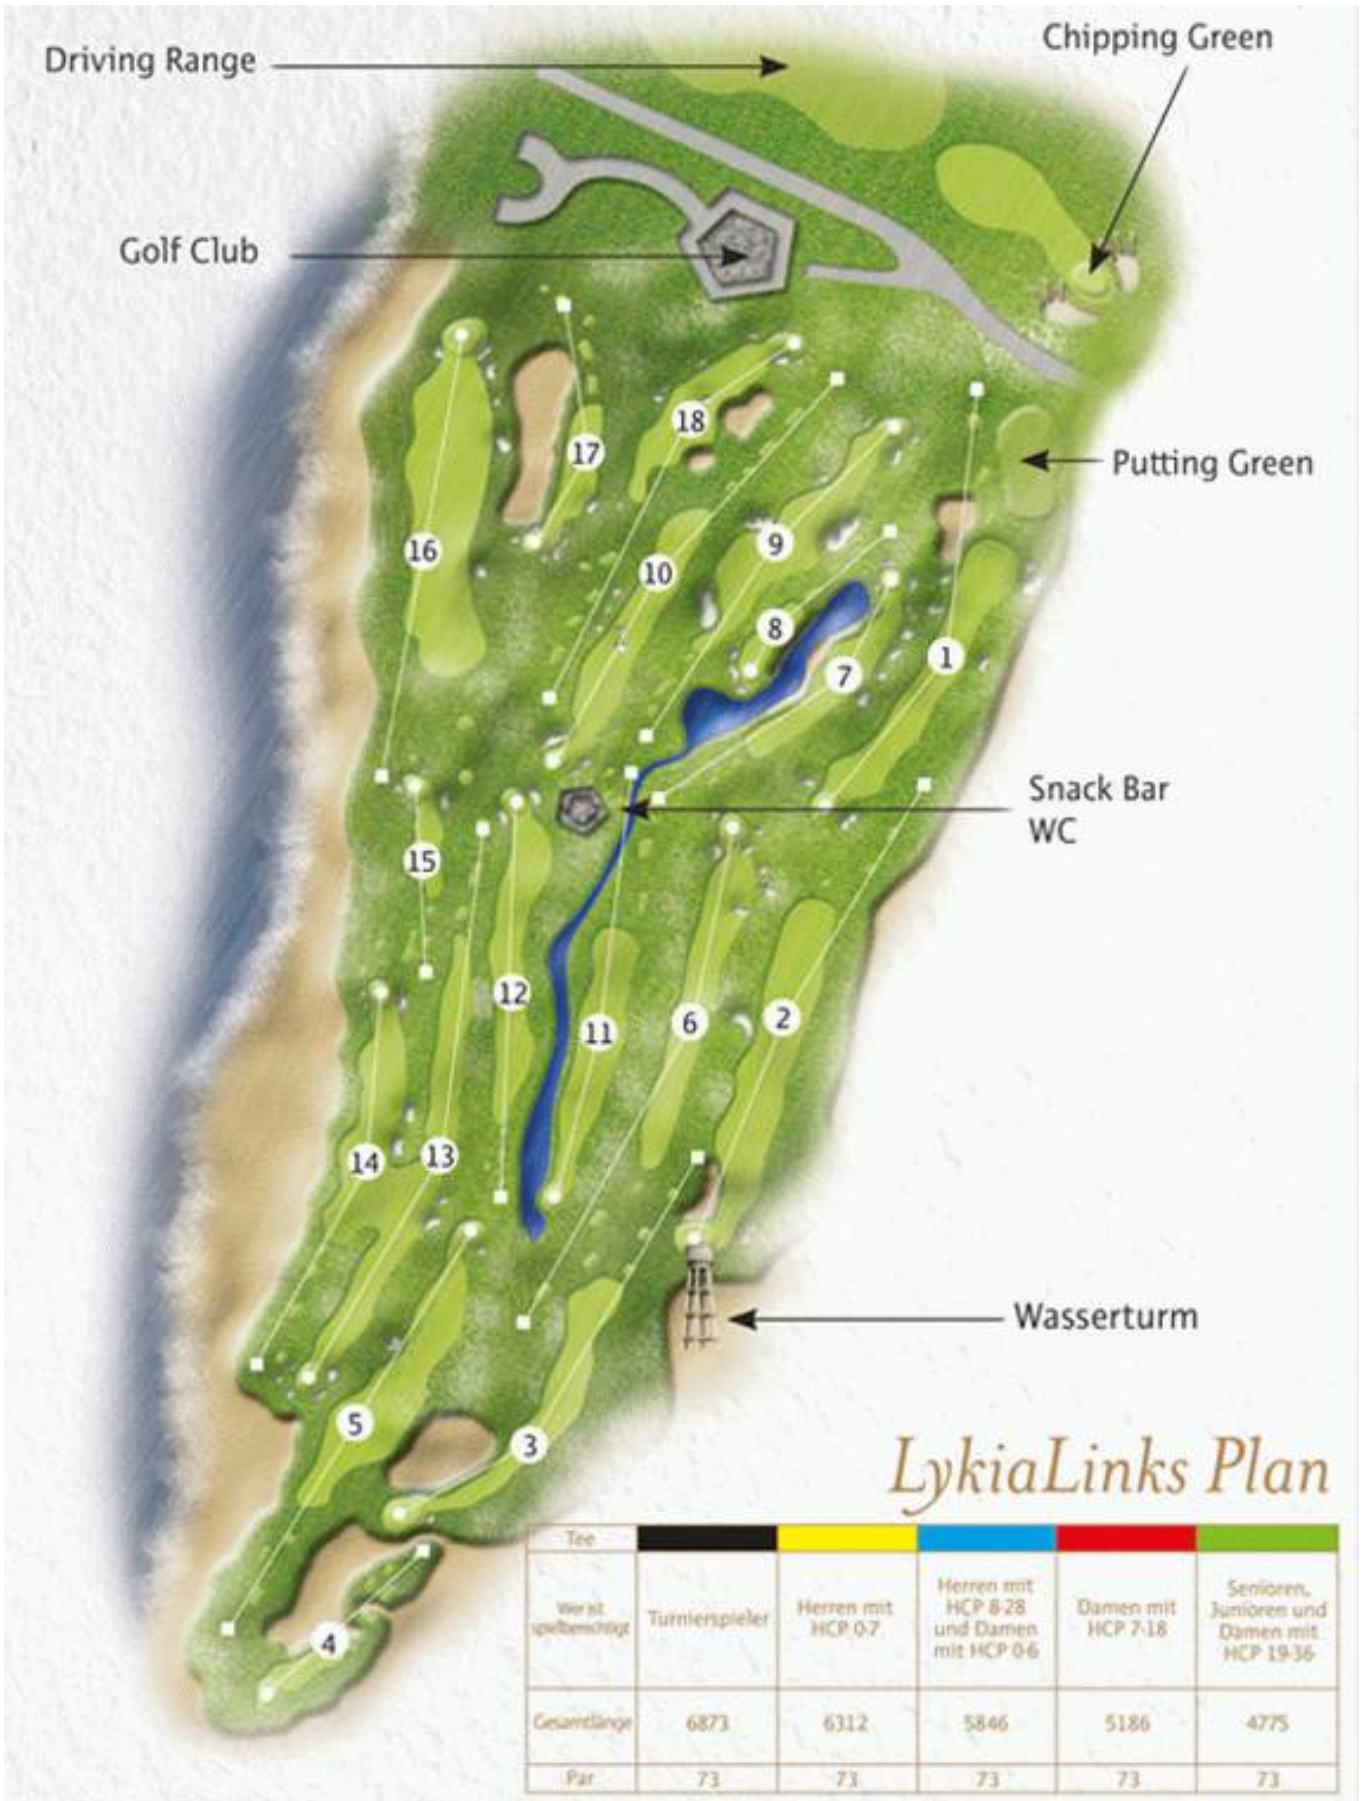 Driving Range
Chipping Green
Golf Club
Putting Green
18
17
16
10
9
8
7
1
Snack Bar
WC
15
12
11
6
2
14
13
Wasserturm
5
3
4
LykiaLinks Plan
Tee
Wer ist
spielberechtigt
Turnierspieler
Herren mit
HCP 0-7
Herren mit
HCP 8-28
und Damen
mit HCP 0-6
Damen mit
HCP 7-18
Senioren,
Junioren und
Damen mit
HCP 19-36
Gesamtlänge 6873 6312 5846 5186 4775
Par 73 73 73 73 73